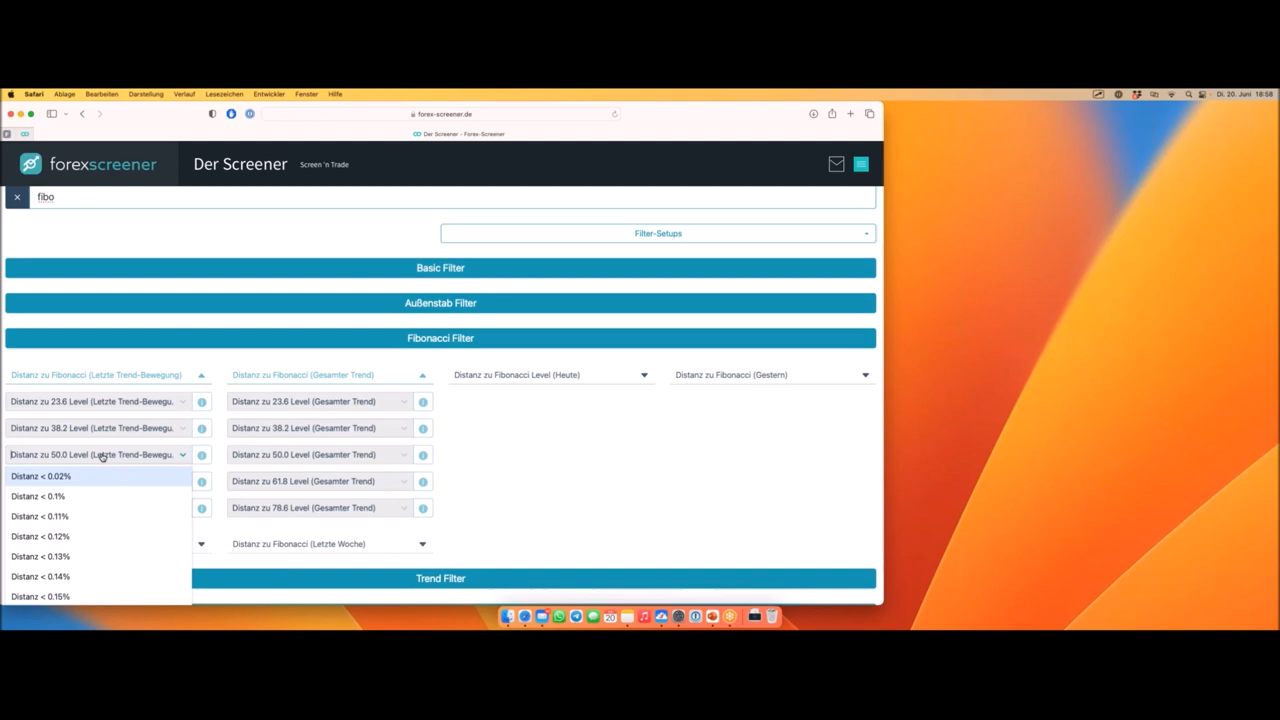 Safari Ablage Bearbeiten Darstellung Verlauf Lesezeichen Entwickler Fenster Hilfe Di. 20. Juni 18:58
forex-screener.de
F Der Screener - Forex-Screener
forexscreener Der Screener Screen 'n Trade
fibo
Filter-Setups
Basic Filter
Außenstab Filter
Fibonacci Filter
Distanz zu Fibonacci (Letzte Trend-Bewegung) Distanz zu Fibonacci (Gesamter Trend) Distanz zu Fibonacci Level (Heute) Distanz zu Fibonacci (Gestern)
Distanz zu 23.6 Level (Letzte Trend-Bewegu. Distanz zu 23.6 Level (Gesamter Trend)
Distanz zu 38.2 Level (Letzte Trend-Bewegu. Distanz zu 38.2 Level (Gesamter Trend)
Distanz zu 50.0 Level (Letzte Trend-Bewegu. Distanz zu 50.0 Level (Gesamter Trend)
Distanz < 0.02% Distanz zu 61.8 Level (Gesamter Trend)
Distanz < 0.1%
Distanz < 0.11% Distanz zu 78.6 Level (Gesamter Trend)
Distanz < 0.12% Distanz zu Fibonacci (Letzte Woche)
Distanz < 0.13%
Distanz < 0.14% Trend Filter
Distanz < 0.15%
20